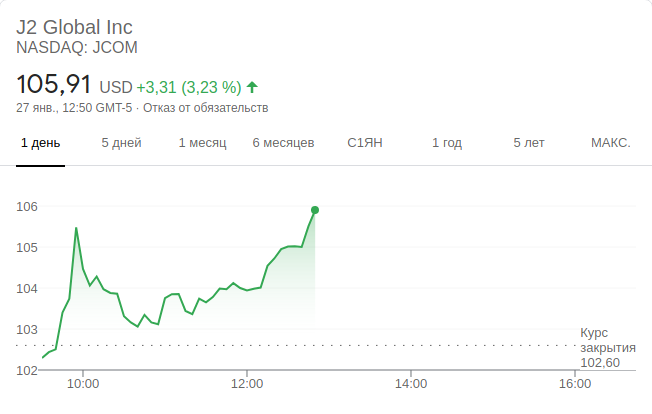 J2 Global Inc
NASDAQ: JCOM
105,91 USD +3,31 (3,23 %)
27 янв., 12:50 GMT-5 · Отказ от обязательств
1 день 5 дней 1 месяц 6 месяцев С1ЯН 1 год 5 лет МАКС.
106
105
104
103
Курс
закрытия
102,60
102
10:00 12:00 14:00 16:00